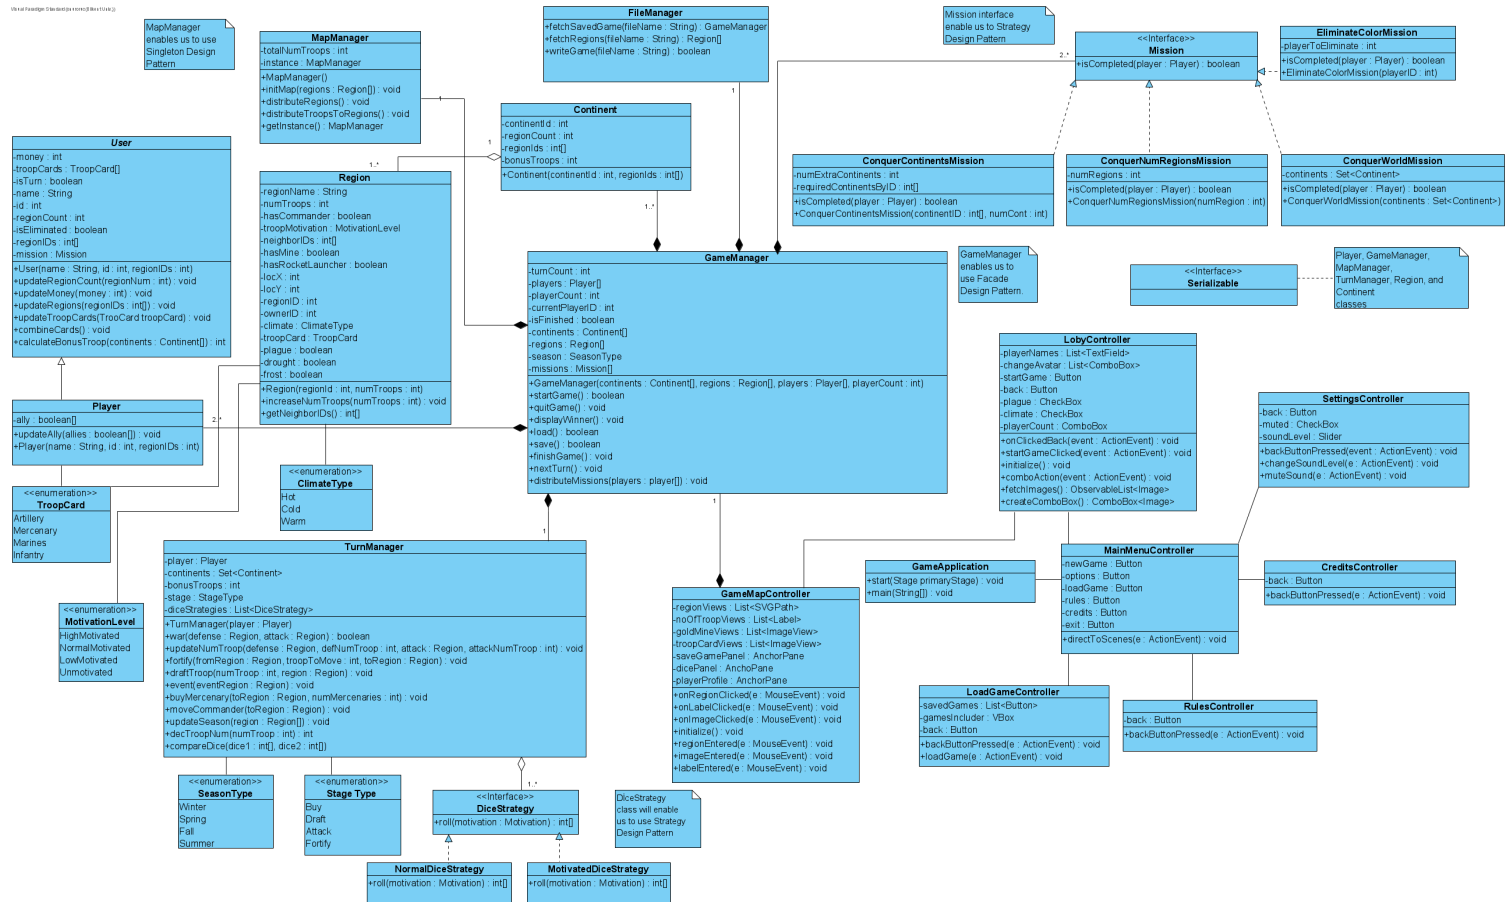 Visual Paradigm Standard
MapManager
enables us to use
Singleton Design
Pattern
MapManager
-totalNumTroops : int
-instance : MapManager
+MapManager()
+initMap(regions : Region[]) : void
+distributeRegions() : void
+distributeTroopsToRegions() : void
+getInstance() : MapManager
1
FileManager
+fetchSavedGame(fileName : String) : GameManager
+fetchRegions(fileName : String) : Region[]
+writeGame(fileName : String) : boolean
1
Mission interface
enable us to Strategy
Design Pattern
<<Interface>>
Mission
+isCompleted(player : Player) : boolean
2..*
EliminateColorMission
-playerToEliminate : int
+isCompleted(player : Player) : boolean
+EliminateColorMission(playerID : int)
Continent
-continentId : int
-regionCount : int
-regionIds : int[]
-bonusTroops : int
+Continent(continentId : int, regionIds : int[])
1
1..*
1..*
User
-money : int
-troopCards : TroopCard[]
-isTurn : boolean
-name : String
-id : int
-regionCount : int
-isEliminated : boolean
-regionIDs : int[]
-mission : Mission
+User(name : String, id : int, regionIDs : int)
+updateRegionCount(regionNum : int) : void
+updateMoney(money : int) : void
+updateRegions(regionIDs : int[]) : void
+updateTroopCards(TrooCard troopCard) : void
+combineCards() : void
+calculateBonusTroop(continents : Continent[]) : int
Region
-regionName : String
-numTroops : int
-hasCommander : boolean
-troopMotivation : MotivationLevel
-neighborIDs : int[]
-hasMine : boolean
-hasRocketLauncher : boolean
-locX : int
-locY : int
-regionID : int
-ownerID : int
-climate : ClimateType
-troopCard : TroopCard
-plague : boolean
-drought : boolean
-frost : boolean
+Region(regionId : int, numTroops : int)
+increaseNumTroops(numTroops : int) : void
+getNeighborIDs() : int[]
ConquerContinentsMission
-numExtraContinents : int
-requiredContinentsByID : int[]
+isCompleted(player : Player) : boolean
+ConquerContinentsMission(continentID : int[], numCont : int)
ConquerNumRegionsMission
-numRegions : int
+isCompleted(player : Player) : boolean
+ConquerNumRegionsMission(numRegion : int)
ConquerWorldMission
-continents : Set<Continent>
+isCompleted(player : Player) : boolean
+ConquerWorldMission(continents : Set<Continent>)
GameManager
-turnCount : int
-players : Player[]
-playerCount : int
-currentPlayerID : int
-isFinished : boolean
-continents : Continent[]
-regions : Region[]
-season : SeasonType
-missions : Mission[]
+GameManager(continents : Continent[], regions : Region[], players : Player[], playerCount : int)
+startGame() : boolean
+quitGame() : void
+displayWinner() : void
+load() : boolean
+save() : boolean
+finishGame() : void
+nextTurn() : void
+distributeMissions(players : player[]) : void
GameManager
enables us to
use Facade
Design Pattern.
<<Interface>>
Serializable
Player, GameManager,
MapManager,
TurnManager, Region, and
Continent
classes
Player
-ally : boolean[]
+updateAlly(allies : boolean[]) : void
+Player(name : String, id : int, regionIDs : int)
2..*
<<enumeration>>
TroopCard
Artillery
Mercenary
Marines
Infantry
<<enumeration>>
ClimateType
Hot
Cold
Warm
<<enumeration>>
MotivationLevel
HighMotivated
NormalMotivated
LowMotivated
Unmotivated
LobyController
-playerNames : List<TextField>
-changeAvatar : List<ComboBox>
-startGame : Button
-back : Button
-plague : CheckBox
-climate : CheckBox
-playerCount : ComboBox
+onClickedBack(event : ActionEvent) : void
+startGameClicked(event : ActionEvent) : void
+initialize() : void
+comboAction(event : ActionEvent) : void
+fetchImages() : ObservableList<Image>
+createComboBox() : ComboBox<Image>
SettingsController
-back : Button
-muted : CheckBox
-soundLevel : Slider
+backButtonPressed(event : ActionEvent) : void
+changeSoundLevel(e : ActionEvent) : void
+muteSound(e : ActionEvent) : void
1
1
TurnManager
-player : Player
-continents : Set<Continent>
-bonusTroops : int
-stage : StageType
-diceStrategies : List<DiceStrategy>
+TurnManager(player : Player)
+war(defense : Region, attack : Region) : boolean
+updateNumTroop(defense : Region, defNumTroop : int, attack : Region, attackNumTroop : int) : void
+fortify(fromRegion : Region, troopToMove : int, toRegion : Region) : void
+draftTroop(numTroop : int, region : Region) : void
+event(eventRegion : Region) : void
+buyMercenary(toRegion : Region, numMercenaries : int) : void
+moveCommander(toRegion : Region) : void
+updateSeason(region : Region[]) : void
+decTroopNum(numTroop : int) : int
+compareDice(dice1 : int[], dice2 : int[])
GameMapController
-regionViews : List<SVGPath>
-noOfTroopViews : List<Label>
-goldMineViews : List<ImageView>
-troopCardViews : List<ImageView>
-saveGamePanel : AnchorPane
-dicePanel : AnchoPane
-playerProfile : AnchorPane
+onRegionClicked(e : MouseEvent) : void
+onLabelClicked(e : MouseEvent) : void
+onImageClicked(e : MouseEvent) : void
+initialize() : void
+regionEntered(e : MouseEvent) : void
+imageEntered(e : MouseEvent) : void
+labelEntered(e : MouseEvent) : void
GameApplication
+start(Stage primaryStage) : void
+main(String[]) : void
MainMenuController
-newGame : Button
-options : Button
-loadGame : Button
-rules : Button
-credits : Button
-exit : Button
+directToScenes(e : ActionEvent) : void
CreditsController
-back : Button
+backButtonPressed(e : ActionEvent) : void
LoadGameController
-savedGames : List<Button>
-gamesIncluder : VBox
-back : Button
+backButtonPressed(e : ActionEvent) : void
+loadGame(e : ActionEvent) : void
RulesController
-back : Button
+backButtonPressed(e : ActionEvent) : void
<<enumeration>>
SeasonType
Winter
Spring
Fall
Summer
<<enumeration>>
Stage Type
Buy
Draft
Attack
Fortify
1..*
<<Interface>>
DiceStrategy
+roll(motivation : Motivation) : int[]
DiceStrategy
class will enable
us to use Strategy
Design Pattern
NormalDiceStrategy
+roll(motivation : Motivation) : int[]
MotivatedDiceStrategy
+roll(motivation : Motivation) : int[]